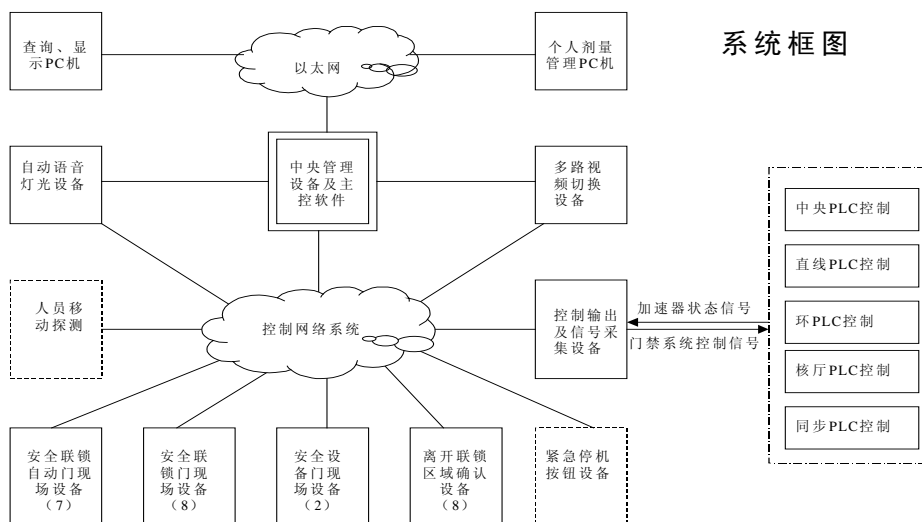 系统框图
查询、显
示PC机
以太网
个人剂量
管理PC机
自动语音
灯光设备
中央管理
设备及主
控软件
多路视
频切换
设备
中央PLC控制
直线PLC控制
环PLC控制
核厅PLC控制
同步PLC控制
人员移
动探测
控制网络系统
控制输出
及信号采
集设备
加速器状态信号
门禁系统控制信号
安全联锁
自动门现
场设备
（7）
安全联
锁门现
场设备
（8）
安全设
备门现
场设备
（2）
离开联锁
区域确认
设备
（8）
紧急停机
按钮设备